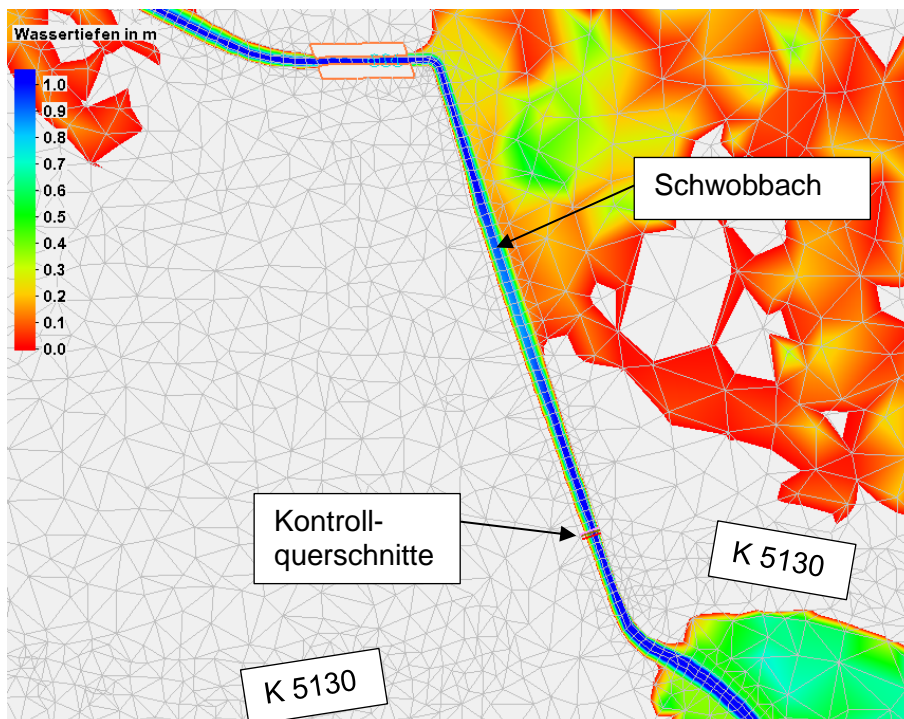 Wassertiefen in m
1.0
0.9
0.8
0.7
0.6
0.5
0.4
0.3
0.2
0.1
0.0
Schwobbach
Kontroll-
querschnitte
K 5130
K 5130